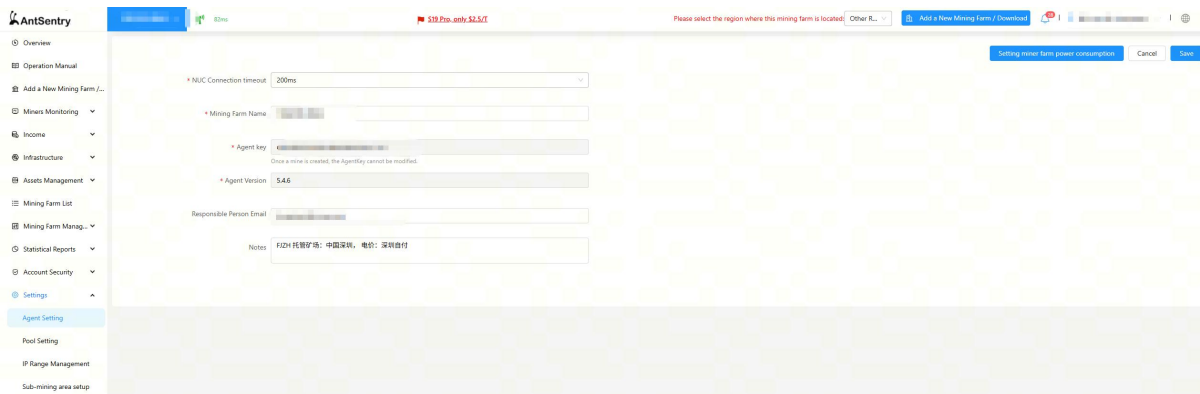 AntSentry
82ms
S19 Pro, only $2.5/T
Please select the region where this mining farm is located:
Other R...
Add a New Mining Farm / Download
Overview
Operation Manual
Add a New Mining Farm /...
Miners Monitoring
Income
Infrastructure
Assets Management
Mining Farm List
Mining Farm Manag...
Statistical Reports
Account Security
Settings
Agent Setting
Pool Setting
IP Range Management
Sub-mining area setup
Setting miner farm power consumption
Cancel
Save
* NUC Connection timeout
200ms
* Mining Farm Name
* Agent key
Once a mine is created, the AgentKey cannot be modified.
* Agent Version
5.4.6
Responsible Person Email
Notes
FJZH 托管矿场：中国深圳， 电价：深圳自付